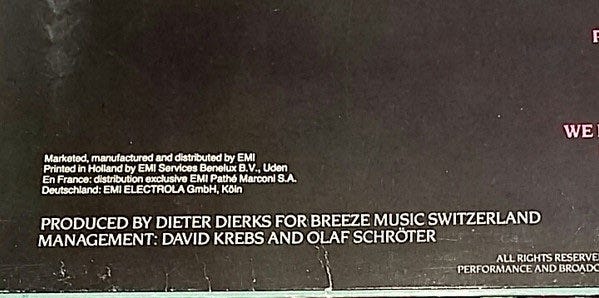 WE
Marketed, manufactured and distributed by EMI
Printed in Holland by EMI Services Benelux B.V., Uden
En France: distribution exclusive EMI Pathé Marconi S.A.
Deutschland: EMI ELECTROLA GmbH, Köln
PRODUCED BY DIETER DIERKS FOR BREEZE MUSIC SWITZERLAND
MANAGEMENT: DAVID KREBS AND OLAF SCHRÖTER
ALL RIGHTS RESERVE
PERFORMANCE AND BROADC